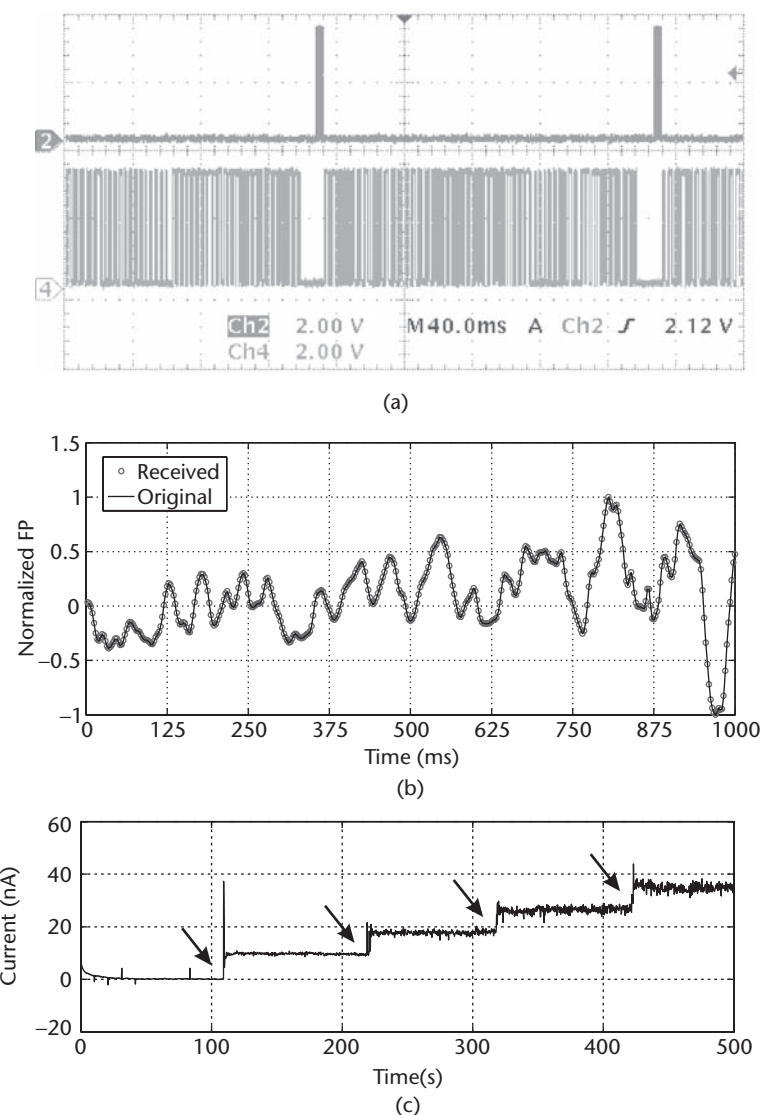 2
4
Ch2 2.00 V M40.0ms A Ch2 2.12 V
Ch4 2.00 V
(a)
1.5
1
0.5
0
−0.5
−1
Normalized FP
Received
Original
0 125 250 375 500 625 750 875 1000
Time (ms)
(b)
60
40
20
0
−20
Current (nA)
0 100 200 300 400 500
Time(s)
(c)